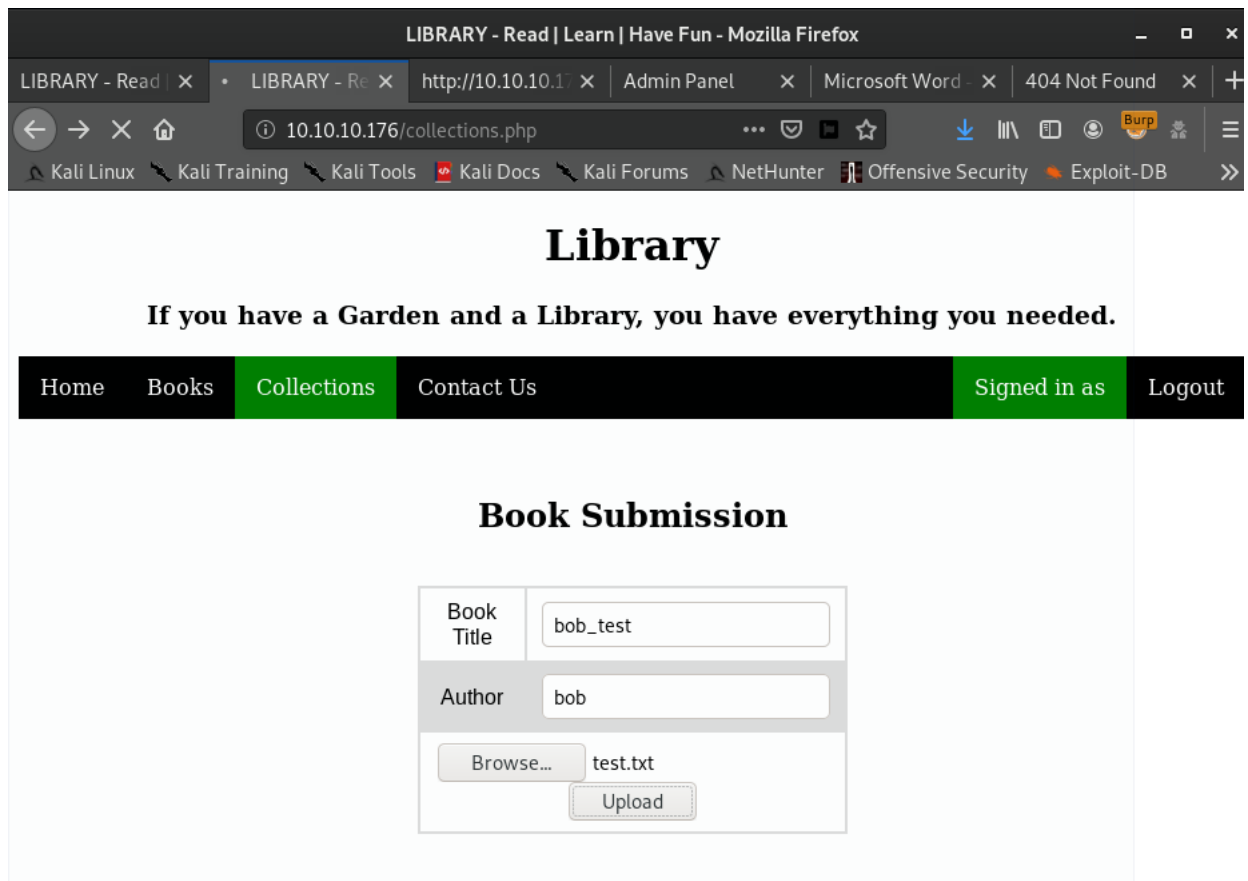 LIBRARY - Read | Learn | Have Fun - Mozilla Firefox
LIBRARY - Read | LIBRARY - Re http://10.10.10.17 Admin Panel Microsoft Word - 404 Not Found
10.10.10.176/collections.php Burp
Kali Linux Kali Training Kali Tools Kali Docs Kali Forums NetHunter Offensive Security Exploit-DB
Library
If you have a Garden and a Library, you have everything you needed.
Home Books Collections Contact Us Signed in as Logout
Book Submission
Book
Title bob_test
Author bob
Browse... test.txt
Upload